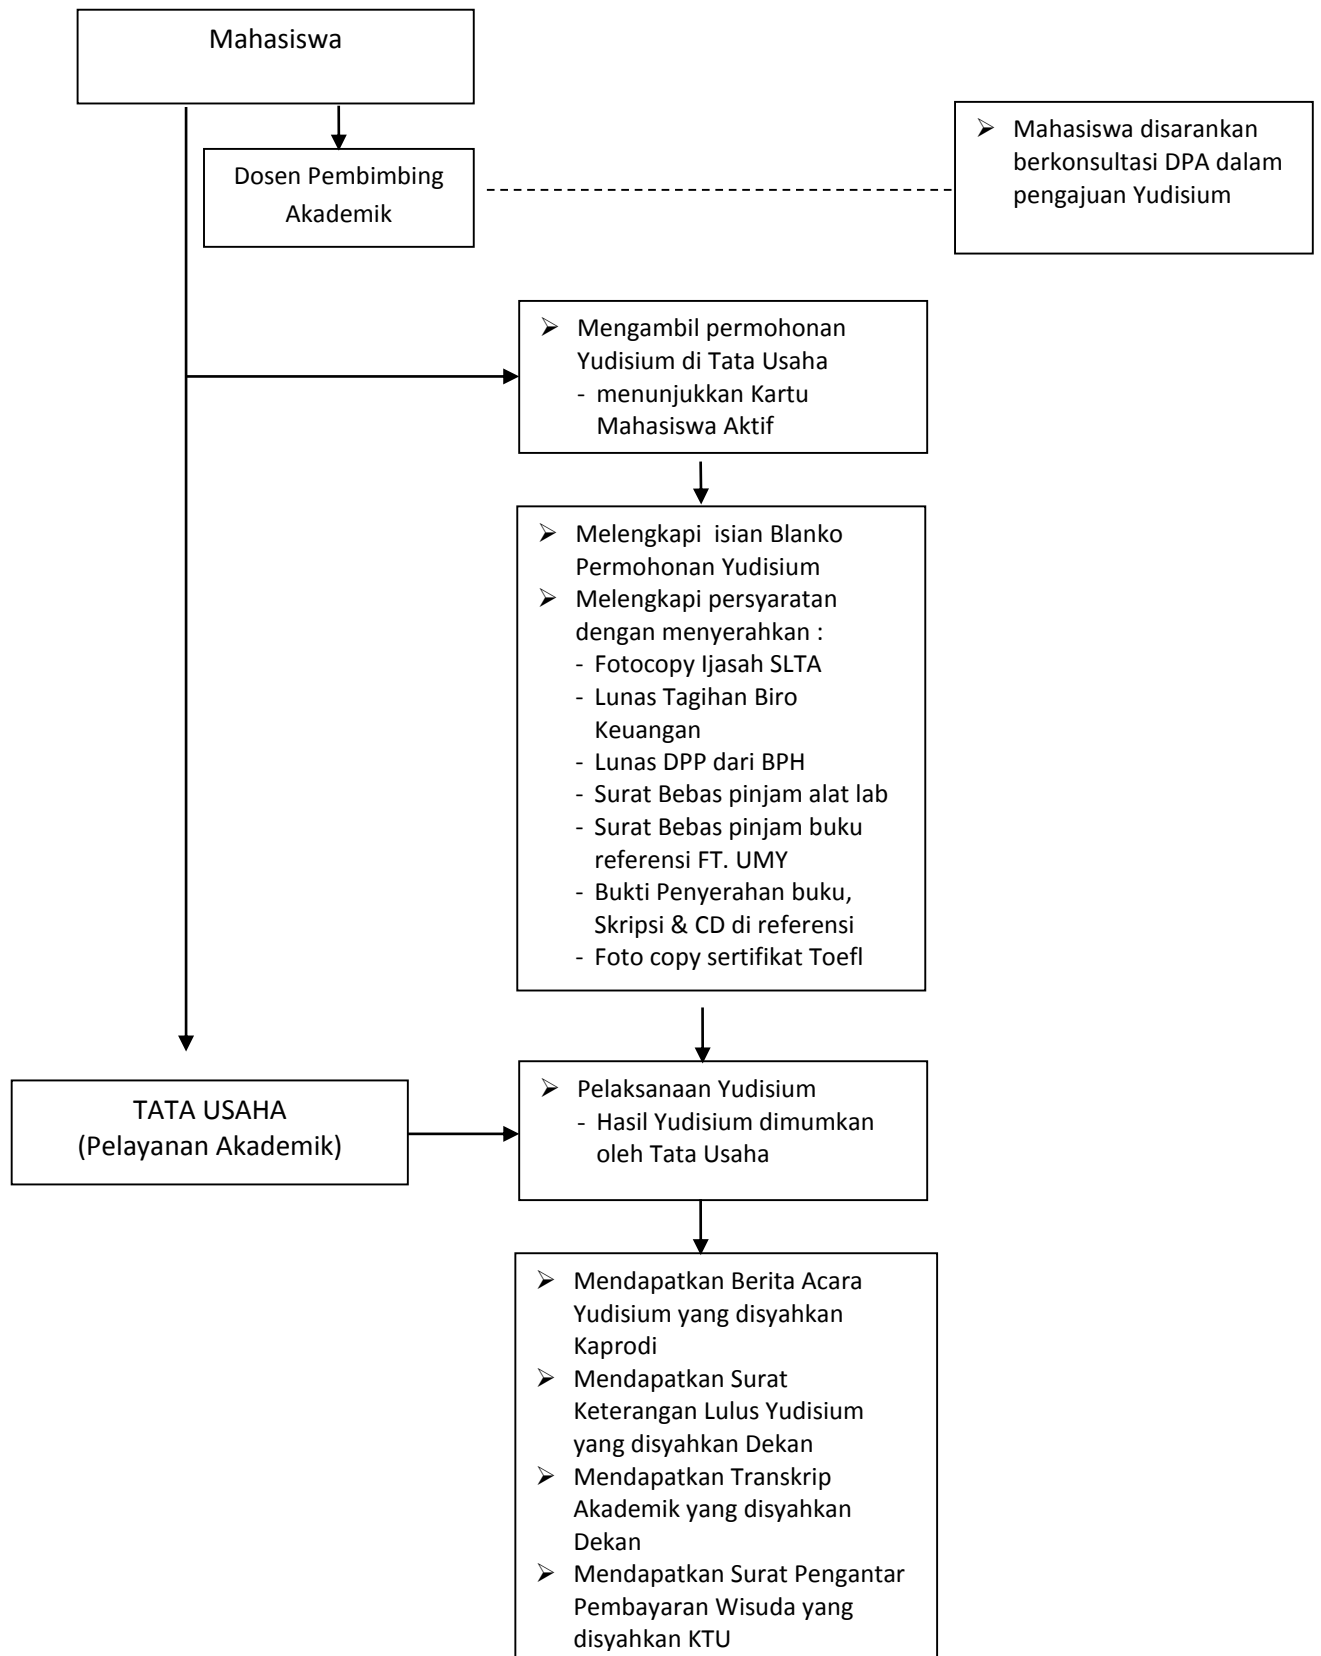 Mahasiswa
➢ Mahasiswa disarankan
berkonsultasi DPA dalam
pengajuan Yudisium
Dosen Pembimbing
Akademik
➢ Mengambil permohonan
Yudisium di Tata Usaha
- menunjukkan Kartu
Mahasiswa Aktif
➢ Melengkapi isian Blanko
Permohonan Yudisium
➢ Melengkapi persyaratan
dengan menyerahkan :
- Fotocopy Ijasah SLTA
- Lunas Tagihan Biro
Keuangan
- Lunas DPP dari BPH
- Surat Bebas pinjam alat lab
- Surat Bebas pinjam buku
referensi FT. UMY
- Bukti Penyerahan buku,
Skripsi & CD di referensi
- Foto copy sertifikat Toefl
TATA USAHA
(Pelayanan Akademik)
➢ Pelaksanaan Yudisium
- Hasil Yudisium dimumkan
oleh Tata Usaha
➢ Mendapatkan Berita Acara
Yudisium yang disyahkan
Kaprodi
➢ Mendapatkan Surat
Keterangan Lulus Yudisium
yang disyahkan Dekan
➢ Mendapatkan Transkrip
Akademik yang disyahkan
Dekan
➢ Mendapatkan Surat Pengantar
Pembayaran Wisuda yang
disyahkan KTU